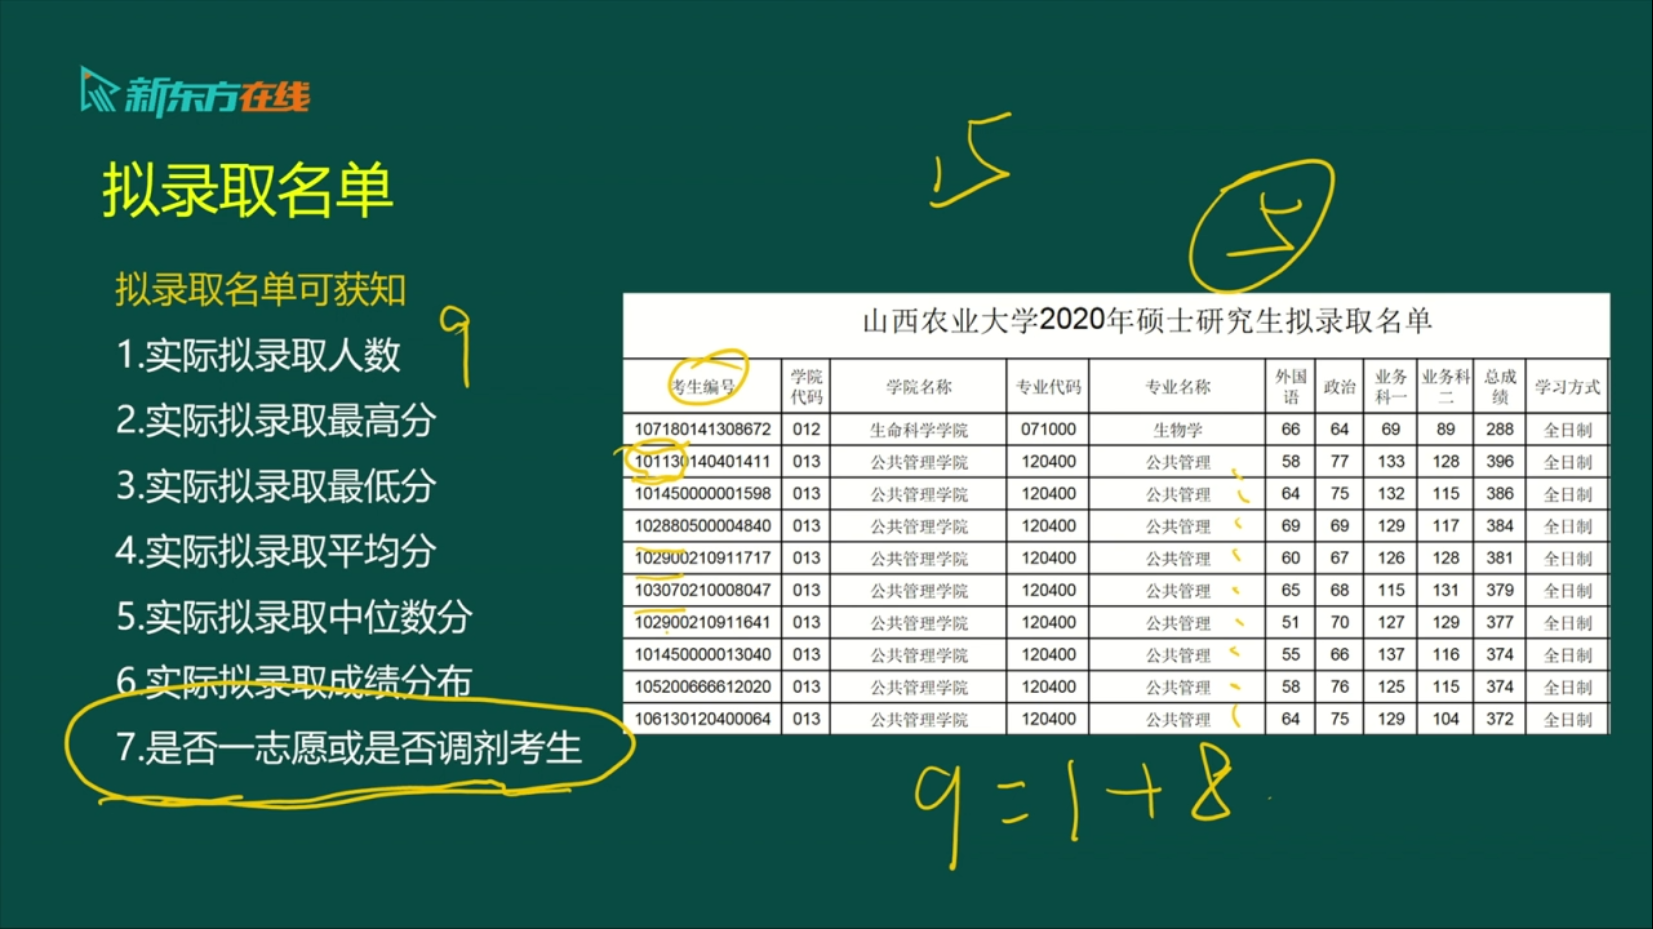 新东方在线
拟录取名单
拟录取名单可获知
1.实际拟录取人数 9
2.实际拟录取最高分
3.实际拟录取最低分
4.实际拟录取平均分
5.实际拟录取中位数分
6.实际拟录取成绩分布
7.是否一志愿或是否调剂考生
15
5
山西农业大学2020年硕士研究生拟录取名单
考生编号 学院代码 学院名称 专业代码 专业名称 外国语 政治 业务科一 业务科二 总成绩 学习方式
107180141308672 012 生命科学学院 071000 生物学 66 64 69 89 288 全日制
101130140401411 013 公共管理学院 120400 公共管理 58 77 133 128 396 全日制
101450000001598 013 公共管理学院 120400 公共管理 64 75 132 115 386 全日制
102880500004840 013 公共管理学院 120400 公共管理 69 69 129 117 384 全日制
102900210911717 013 公共管理学院 120400 公共管理 60 67 126 128 381 全日制
103070210008047 013 公共管理学院 120400 公共管理 65 68 115 131 379 全日制
102900210911641 013 公共管理学院 120400 公共管理 51 70 127 129 377 全日制
101450000013040 013 公共管理学院 120400 公共管理 55 66 137 116 374 全日制
105200666612020 013 公共管理学院 120400 公共管理 58 76 125 115 374 全日制
106130120400064 013 公共管理学院 120400 公共管理 64 75 129 104 372 全日制
9=1+8